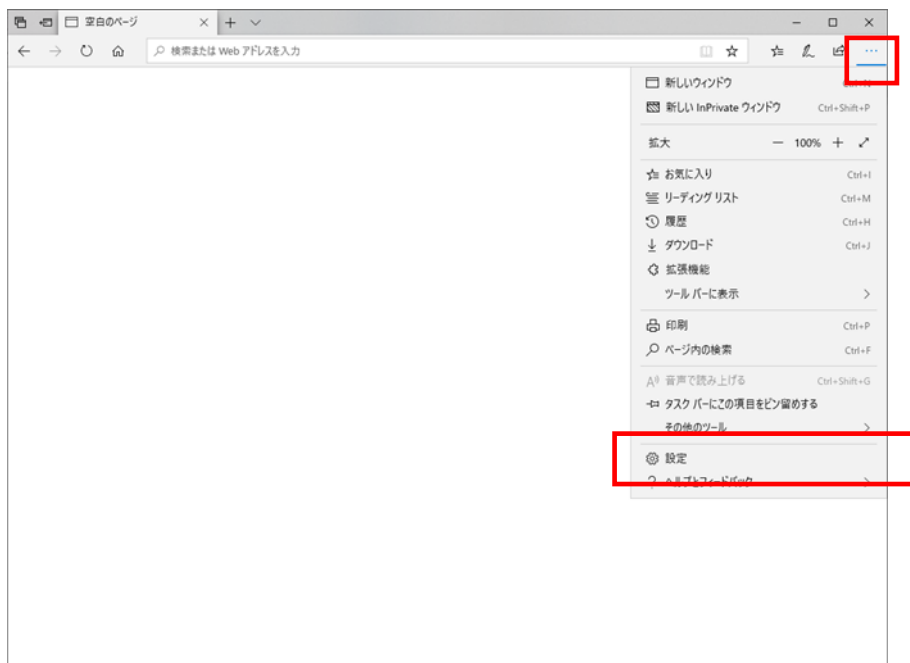 空白のページ
検索または Web アドレスを入力
新しいウィンドウ
新しい InPrivate ウィンドウ Ctrl+Shift+P
拡大 100%
お気に入り Ctrl+I
リーディング リスト Ctrl+M
履歴 Ctrl+H
ダウンロード Ctrl+J
拡張機能
ツール バーに表示
印刷 Ctrl+P
ページ内の検索 Ctrl+F
音声で読み上げる Ctrl+Shift+G
タスク バーにこの項目をピン留めする
その他のツール
設定
ヘルプとフィードバック